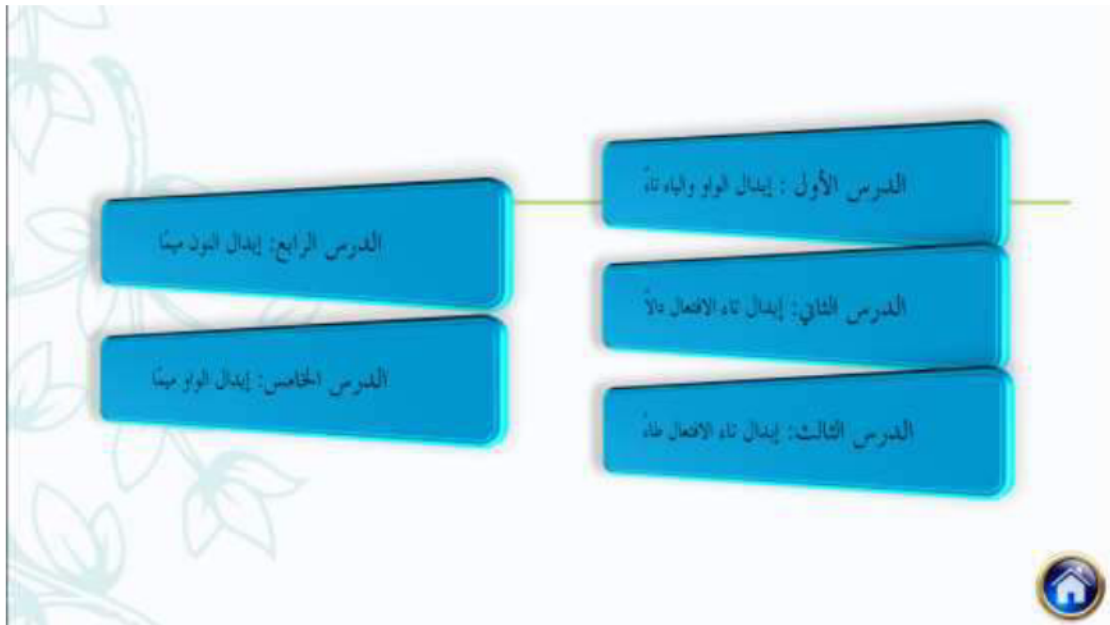 الدرس الأول : إبدال الواو والياء تاءً
الدرس الثاني: إبدال تاء الافتعال دالاً
الدرس الثالث: إبدال تاء الافتعال طاءً
الدرس الرابع: إبدال النون ميمًا
الدرس الخامس: إبدال الواو ميمًا